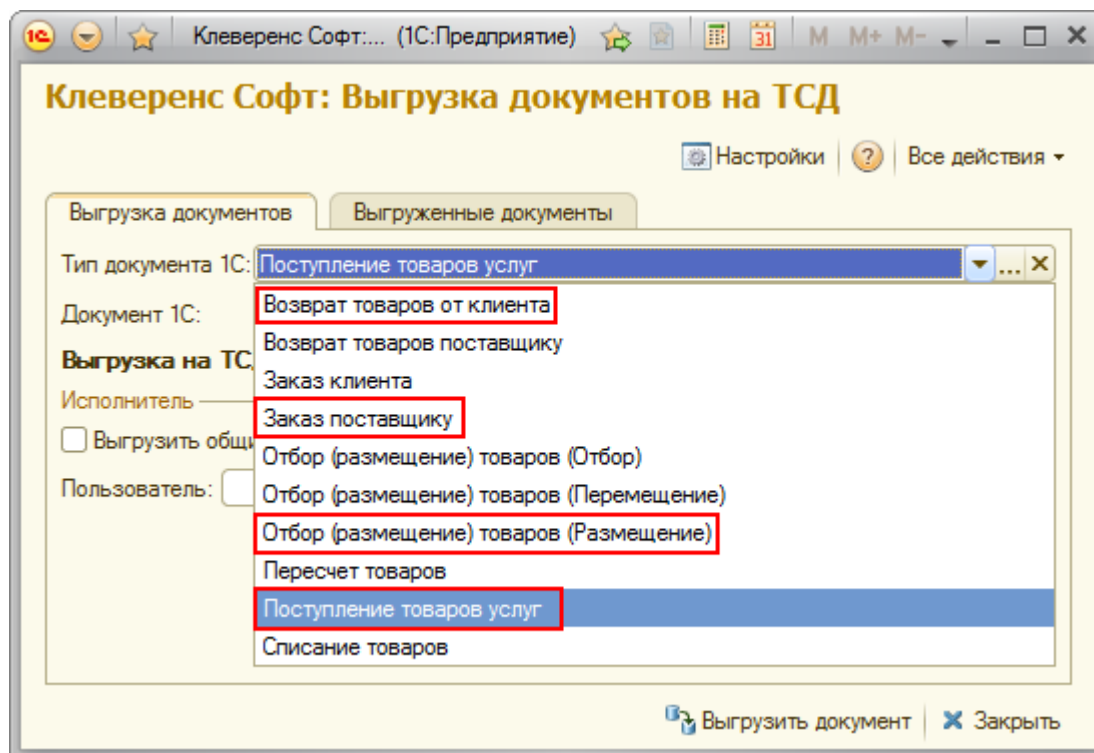 1С Клеверенс Софт:... (1С:Предприятие) 31 M M+ M-
Клеверенс Софт: Выгрузка документов на ТСД
Настройки ? Все действия
Выгрузка документов Выгруженные документы
Тип документа 1С: Поступление товаров услуг ...
Документ 1С:
Возврат товаров от клиента
Возврат товаров поставщику
Выгрузка на ТС
Заказ клиента
Исполнитель
Заказ поставщику
Выгрузить общи
Отбор (размещение) товаров (Отбор)
Пользователь:
Отбор (размещение) товаров (Перемещение)
Отбор (размещение) товаров (Размещение)
Пересчет товаров
Поступление товаров услуг
Списание товаров
Выгрузить документ Закрыть